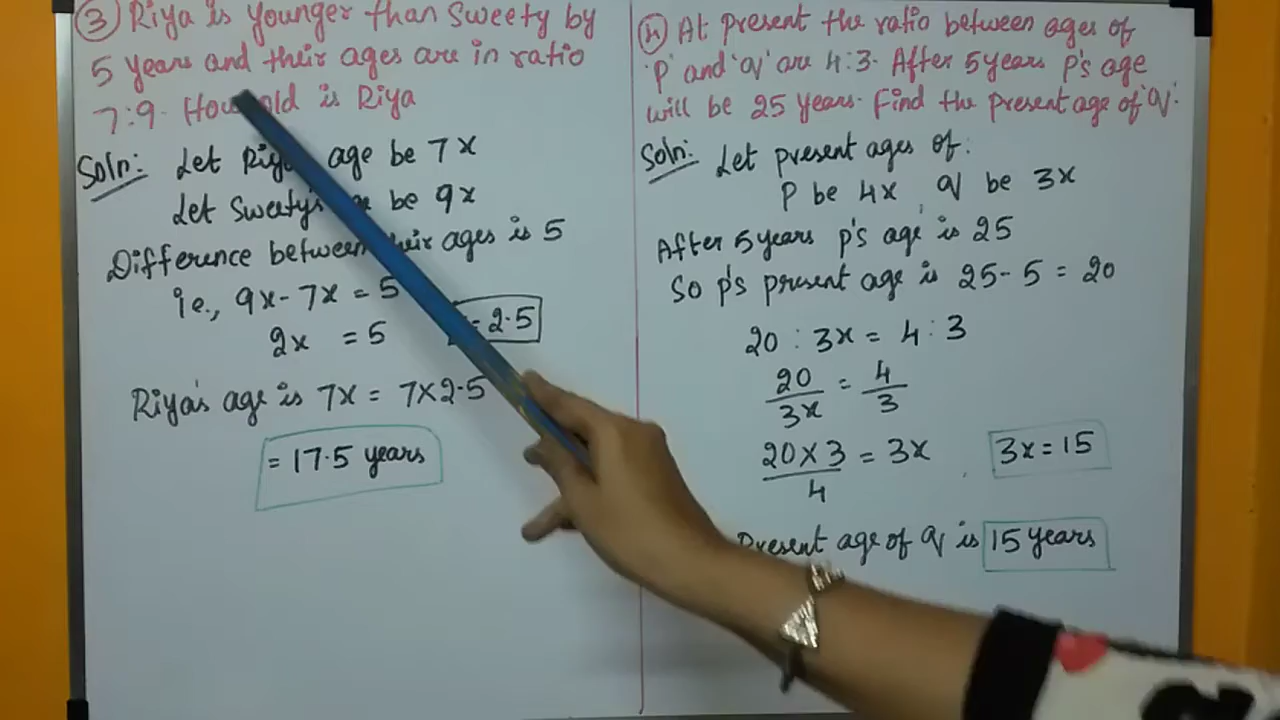 ③ Riya is younger than Sweety by
5 years and their ages are in ratio
7:9. How old is Riya
Soln: Let Riya's age be 7x
Let Sweety's be 9x
Difference between their ages is 5
i.e., 9x - 7x = 5
2x = 5
= 2.5
Riya's age is 7x = 7x2.5
= 17.5 years
At present the ratio between ages of
'P' and 'q' are 4:3. After 5 years P's age
will be 25 years. Find the present age of 'q'.
Soln: Let present ages of:
P be 4x, q be 3x
After 5 years p's age is 25
So p's present age is 25 - 5 = 20
20 : 3x = 4 : 3
20/3x = 4/3
20 x 3/4 = 3x
3x = 15
Present age of q is 15 years